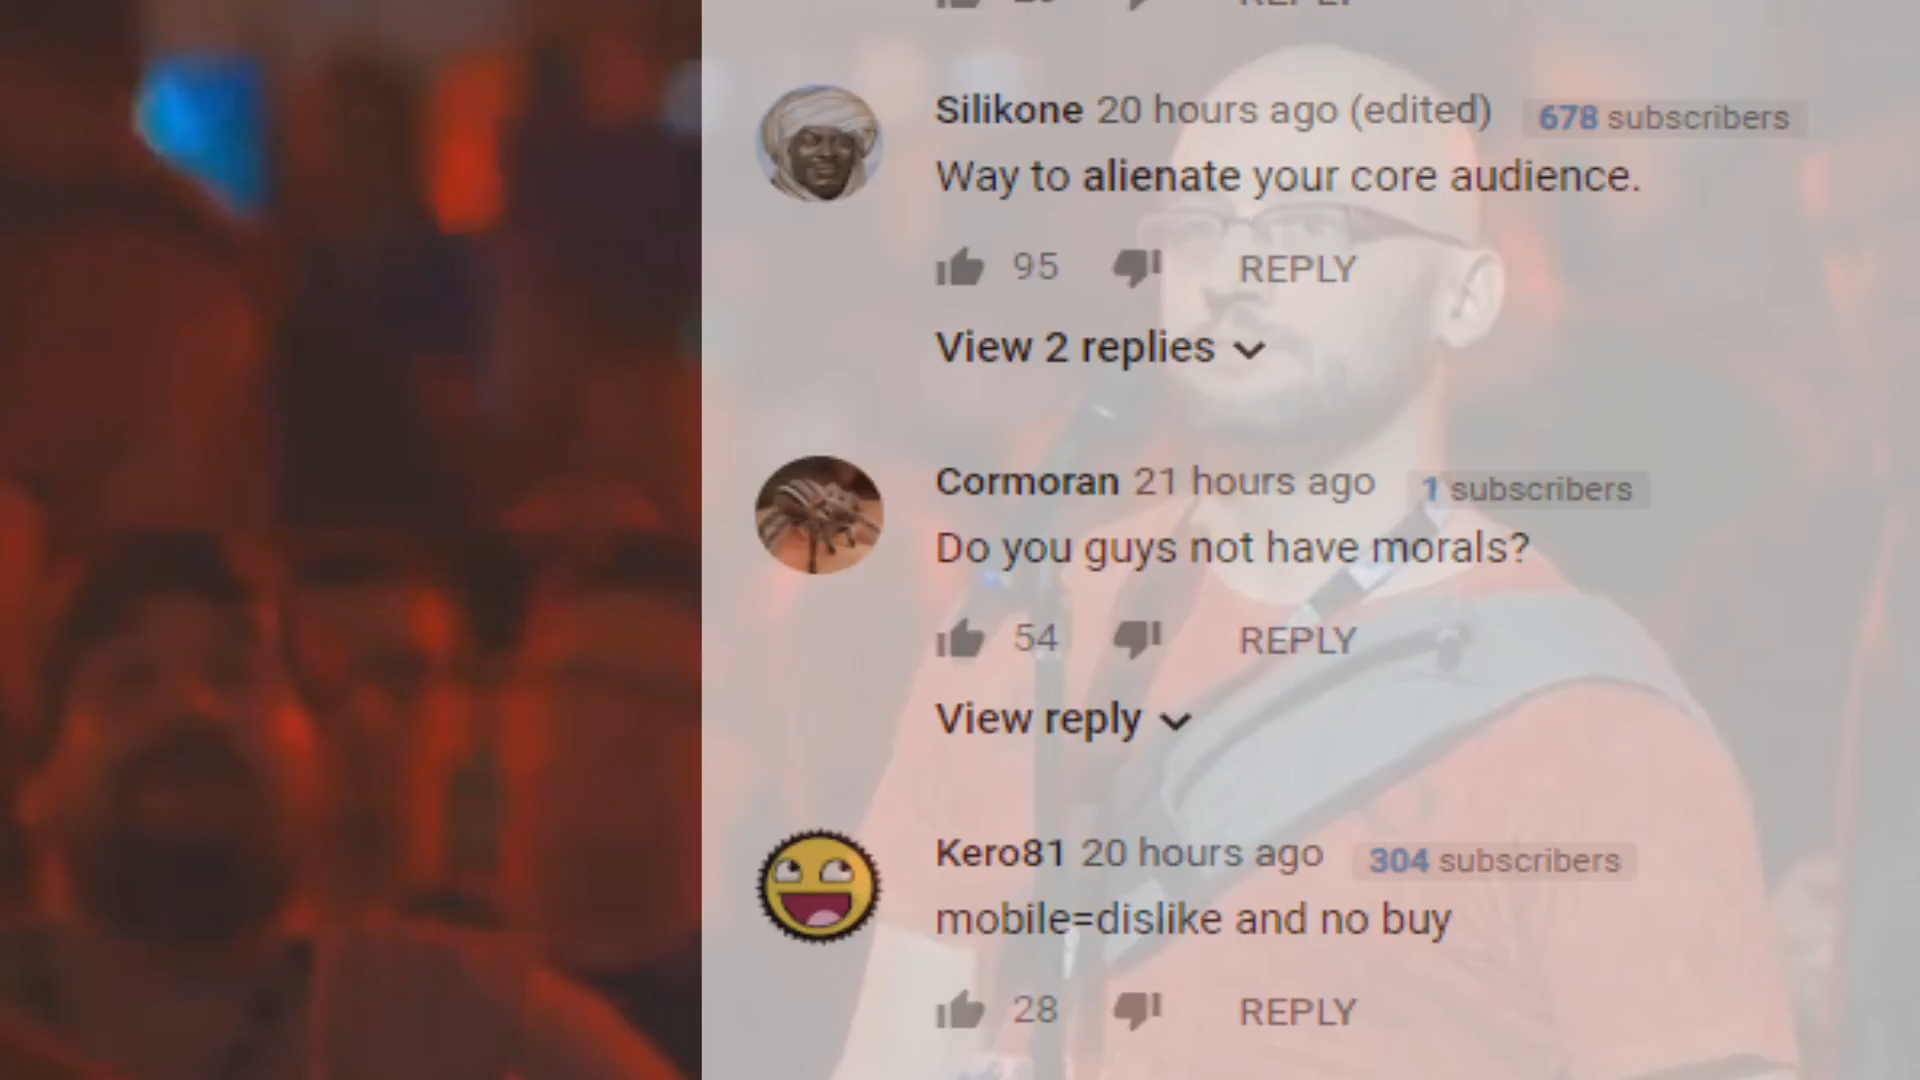 Silikone 20 hours ago (edited) 678 subscribers
Way to alienate your core audience.
95 REPLY
View 2 replies
Cormoran 21 hours ago 1 subscribers
Do you guys not have morals?
54 REPLY
View reply
Kero81 20 hours ago 304 subscribers
mobile=dislike and no buy
28 REPLY